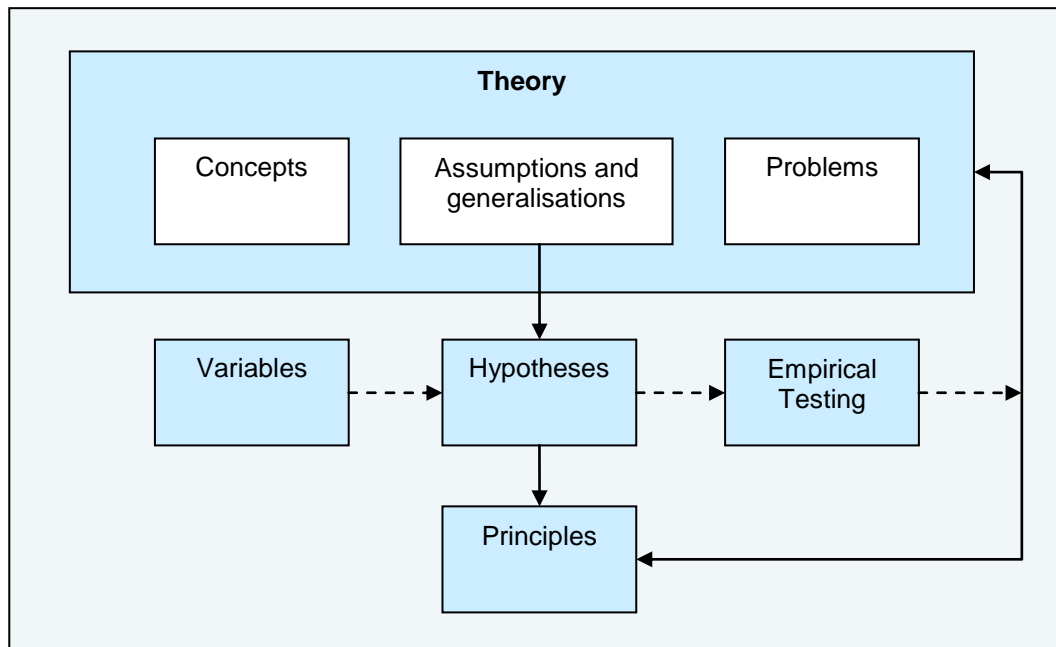 Theory
Concepts
Assumptions and
generalisations
Problems
Variables
Hypotheses
Empirical
Testing
Principles